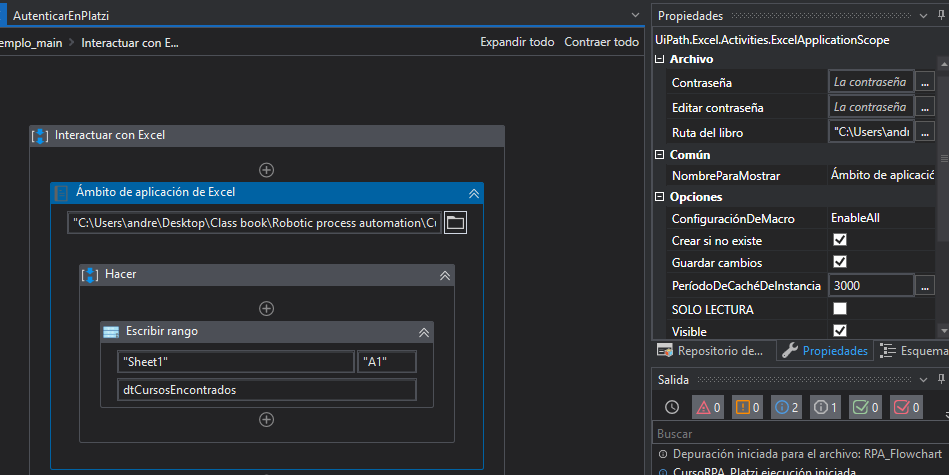 AutenticarEnPlatzi
emplo_main > Interactuar con E...
Expandir todo Contraer todo
Interactuar con Excel
Ámbito de aplicación de Excel
"C:\Users\andre\Desktop\Class book\Robotic process automation\C
Hacer
Escribir rango
"Sheet1" "A1"
dtCursosEncontrados
Propiedades
UiPath.Excel.Activities.ExcelApplicationScope
Archivo
Contraseña La contraseña ...
Editar contraseña La contraseña ...
Ruta del libro "C:\Users\andr ...
Común
NombreParaMostrar Ámbito de aplicació
Opciones
ConfiguraciónDeMacro EnableAll
Crear si no existe
Guardar cambios
PeríodoDeCachéDeInstancia 3000 ...
SOLO LECTURA
Visible
Repositorio de... Propiedades Esquema
Salida
0 0 2 1 0 0
Buscar
Depuración iniciada para el archivo: RPA_Flowchart
CursoRPA_Platzi ejecución iniciada